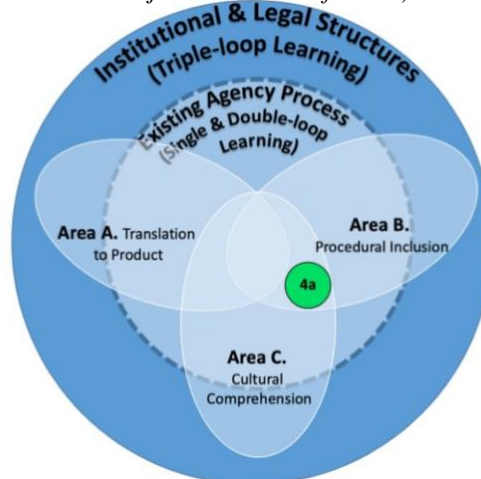 Institutional & Legal Structures
(Triple-loop Learning)
Existing Agency Process
(Single & Double-loop
Learning)
Area A. Translation
to Product
Area B.
Procedural Inclusion
4a
Area C.
Cultural
Comprehension